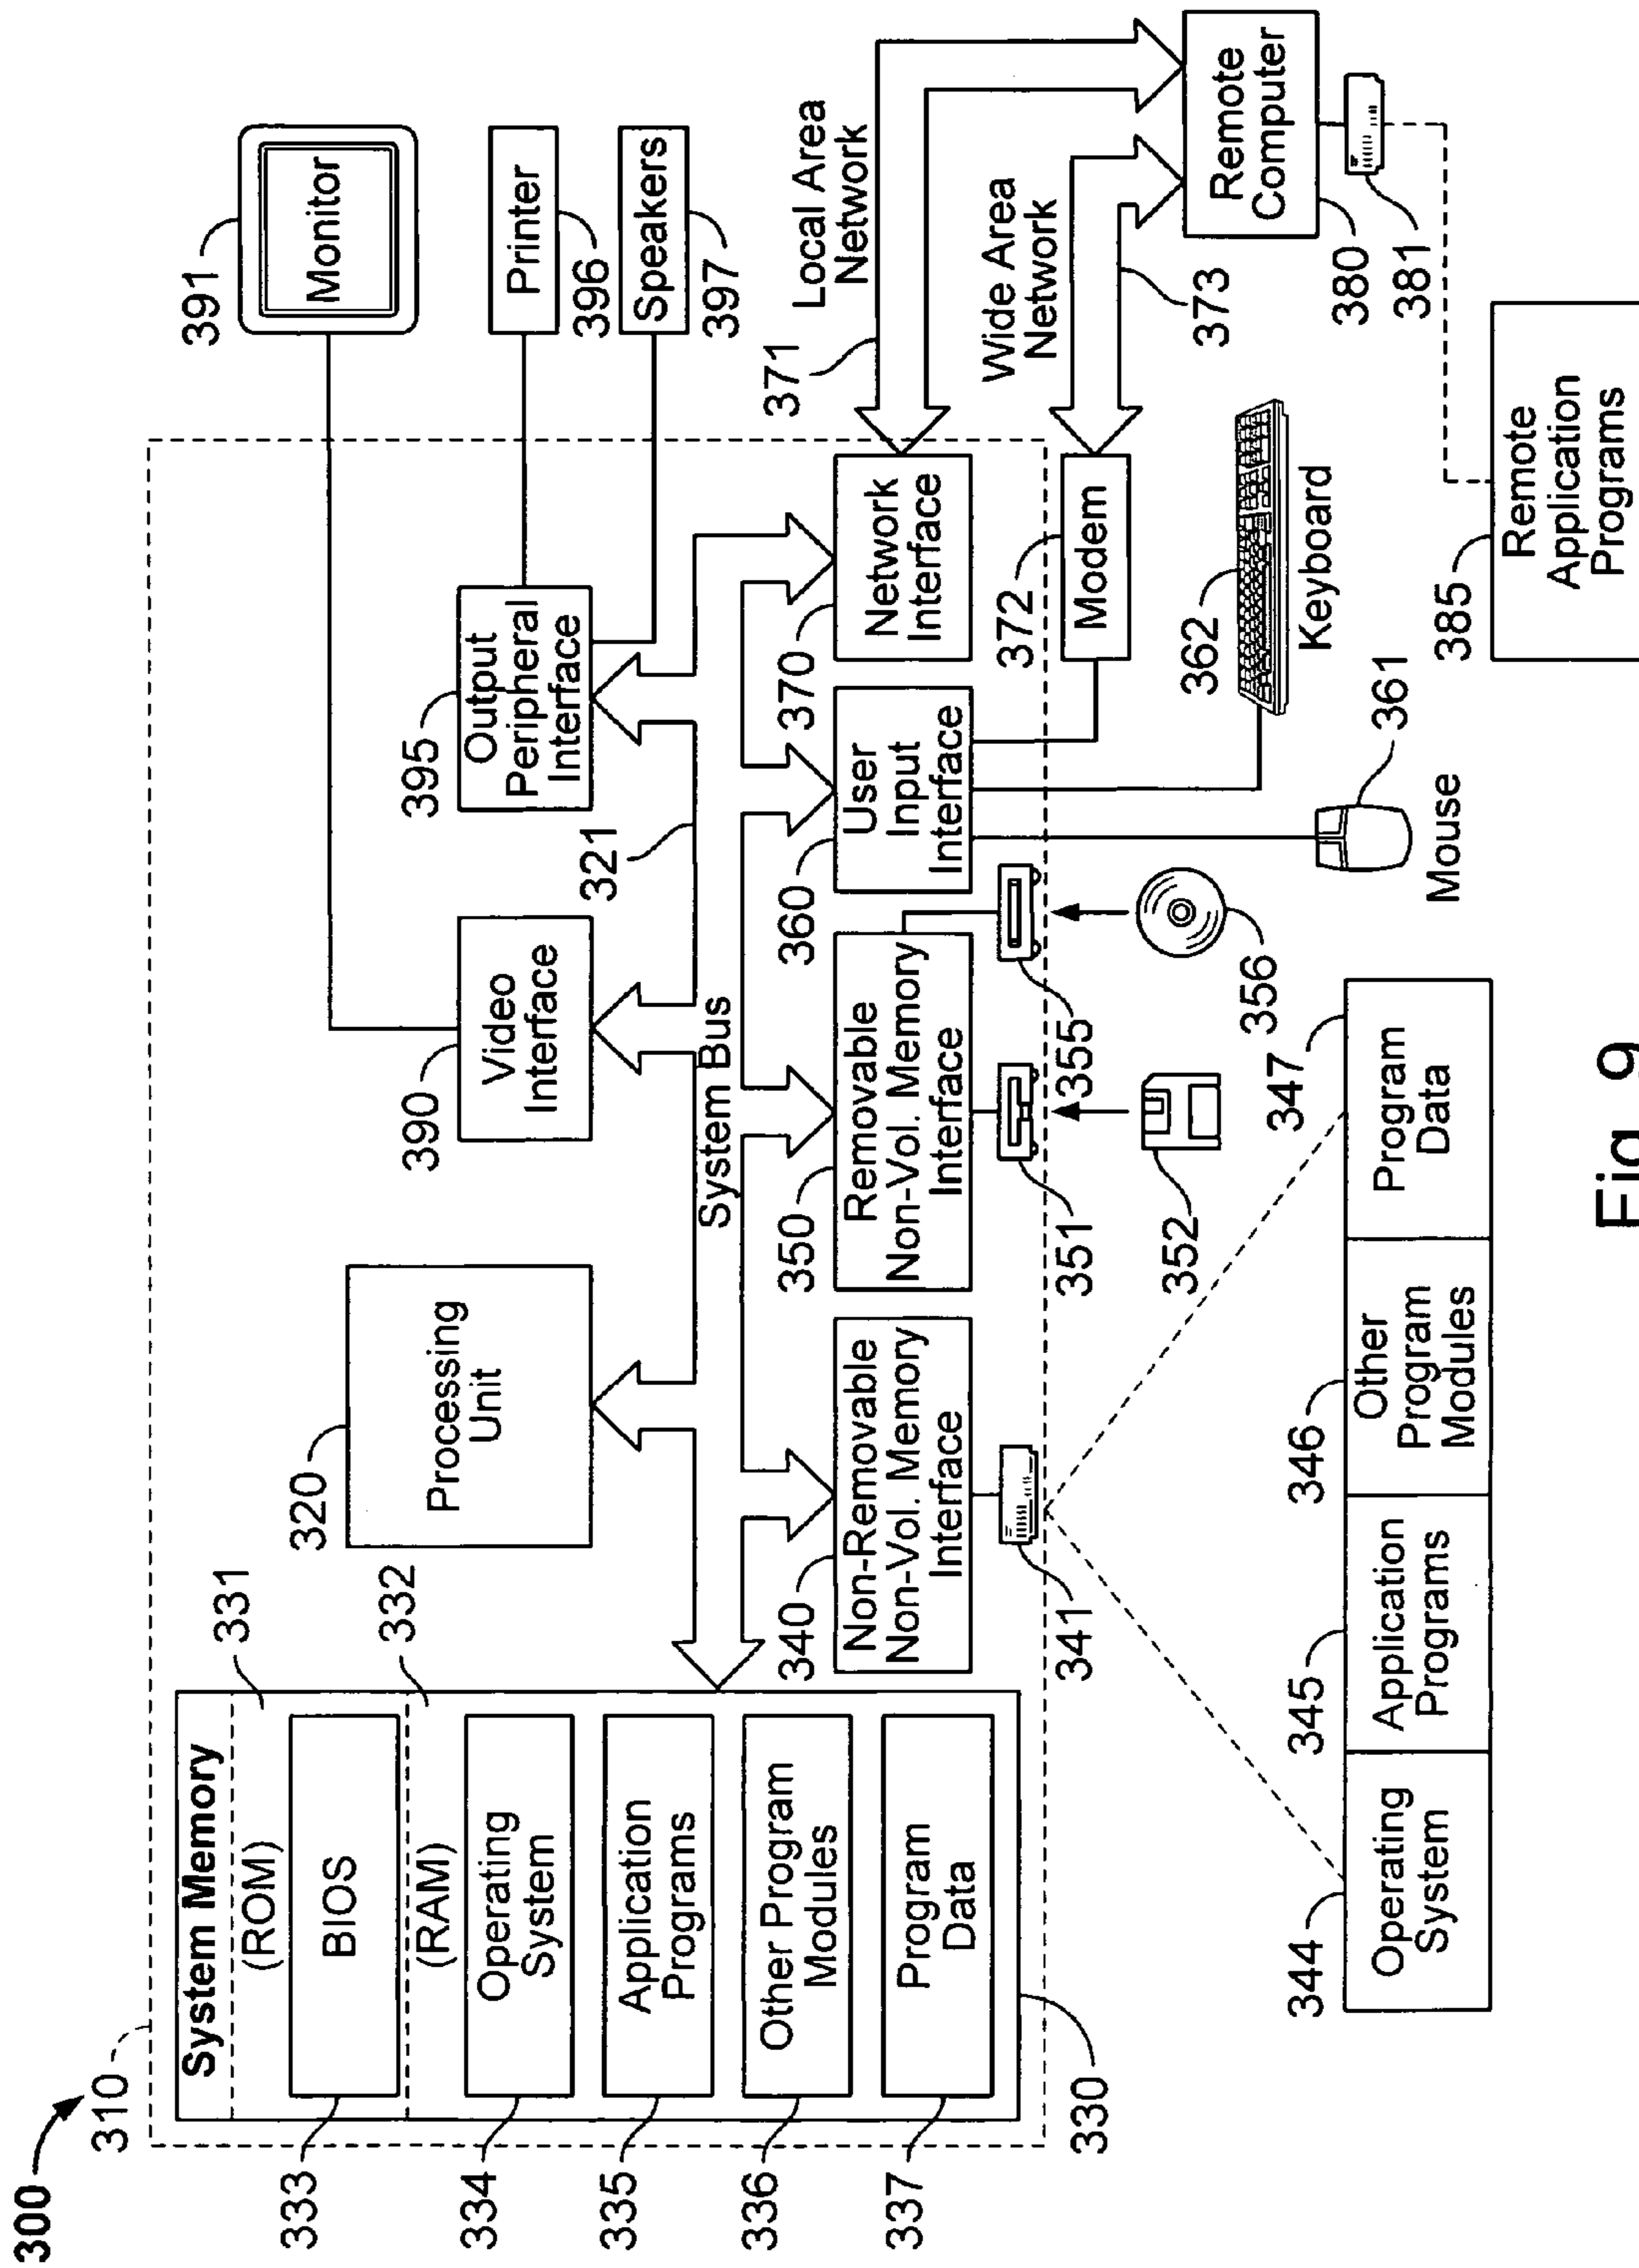 300
310
System Memory
(ROM)
331
BIOS
333
(RAM)
332
Operating
System
334
Application
Programs
335
Other Program
Modules
336
Program
Data
337
330
320
Processing
Unit
390
Video
Interface
395
Output
Peripheral
Interface
391
Monitor
Printer
396
Speakers
397
System Bus
321
340
Non-Removable
Non-Vol. Memory
Interface
341
350
Removable
Non-Vol. Memory
Interface
351
355
352
356
360
User
Input
Interface
370
Network
Interface
372
Modem
371
Local Area
Network
Wide Area
Network
373
Remote
Computer
380
381
362
Keyboard
361
Mouse
385
Remote
Application
Programs
344
Operating
System
345
Application
Programs
346
Other
Program
Modules
347
Program
Data
Fig. 9